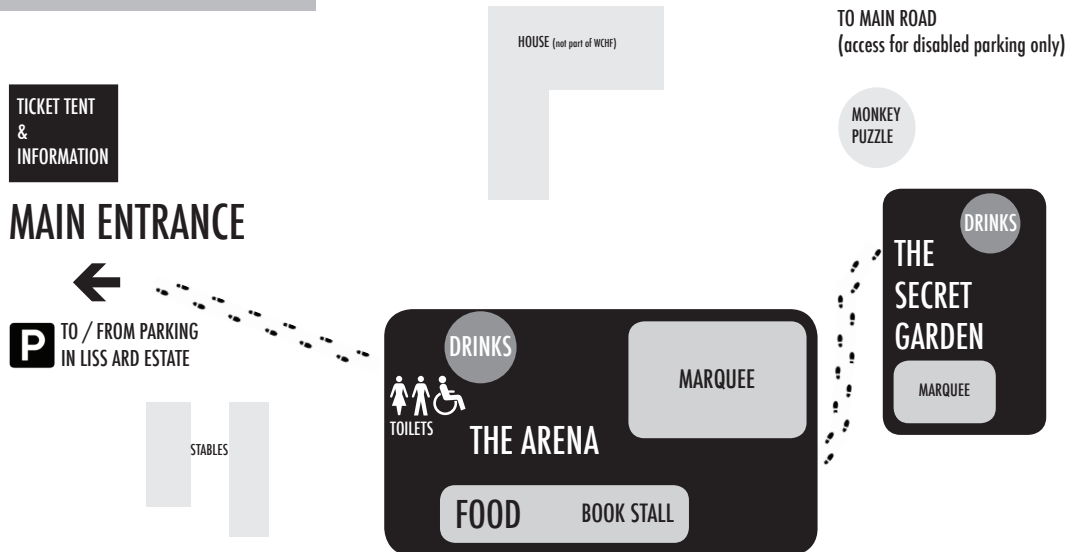 HOUSE (not part of WCHF)
TO MAIN ROAD
(access for disabled parking only)
TICKET TENT
&
INFORMATION
MONKEY
PUZZLE
MAIN ENTRANCE
P TO / FROM PARKING
IN LISS ARD ESTATE
STABLES
DRINKS
TOILETS
THE ARENA
MARQUEE
FOOD BOOK STALL
DRINKS
THE
SECRET
GARDEN
MARQUEE